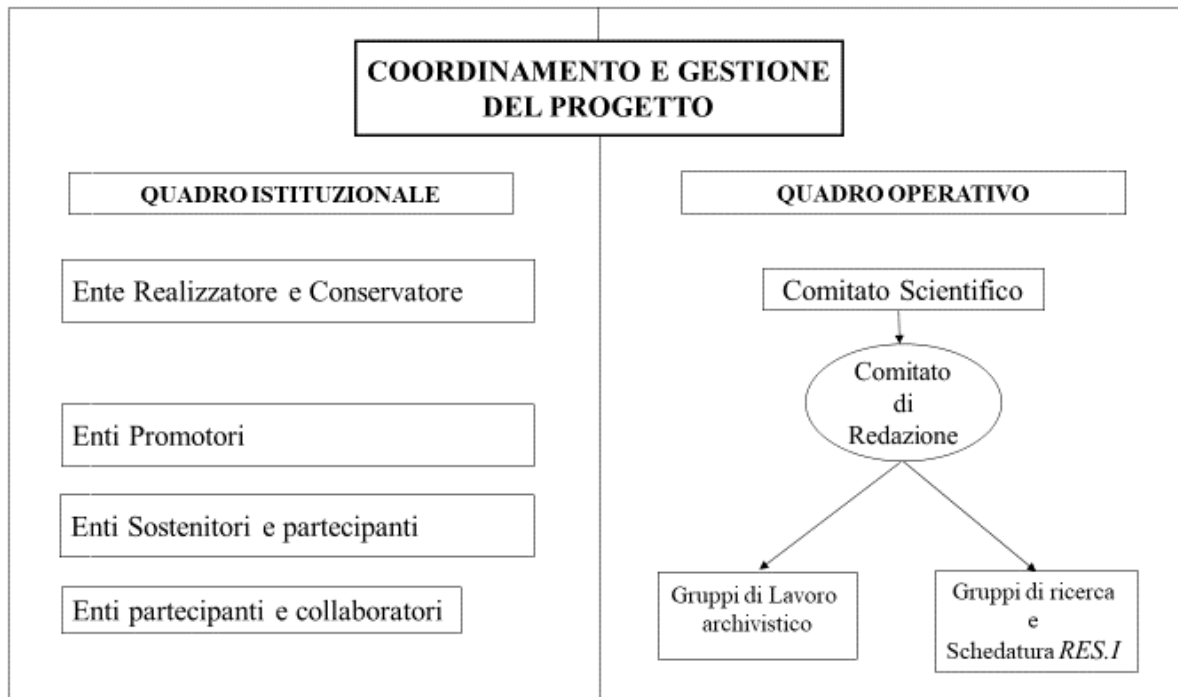 COORDINAMENTO E GESTIONE
DEL PROGETTO
QUADRO ISTITUZIONALE
Ente Realizzatore e Conservatore
Enti Promotori
Enti Sostenitori e partecipanti
Enti partecipanti e collaboratori
QUADRO OPERATIVO
Comitato Scientifico
Comitato
di
Redazione
Gruppi di Lavoro
archivistico
Gruppi di ricerca
e
Schedatura RES.I